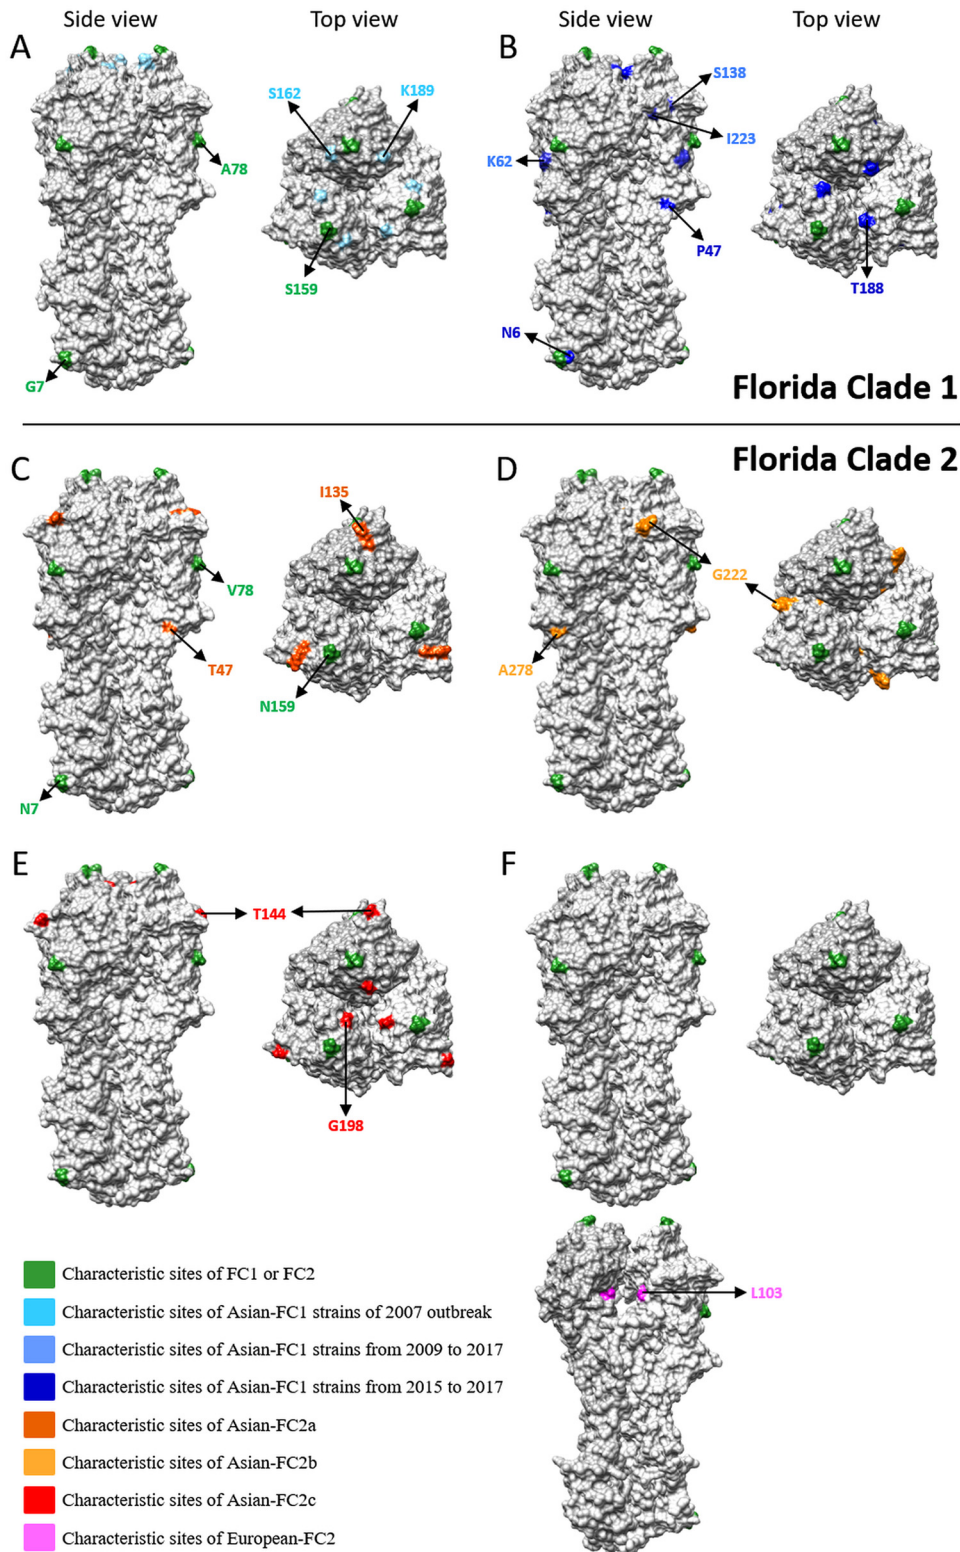 Side view
Top view
Side view
Top view
A
S162
K189
A78
S159
G7
B
S138
I223
K62
P47
T188
N6
Florida Clade 1
Florida Clade 2
C
I135
V78
T47
N159
N7
D
G222
A278
E
T144
G198
F
L103
Characteristic sites of FC1 or FC2
Characteristic sites of Asian-FC1 strains of 2007 outbreak
Characteristic sites of Asian-FC1 strains from 2009 to 2017
Characteristic sites of Asian-FC1 strains from 2015 to 2017
Characteristic sites of Asian-FC2a
Characteristic sites of Asian-FC2b
Characteristic sites of Asian-FC2c
Characteristic sites of European-FC2